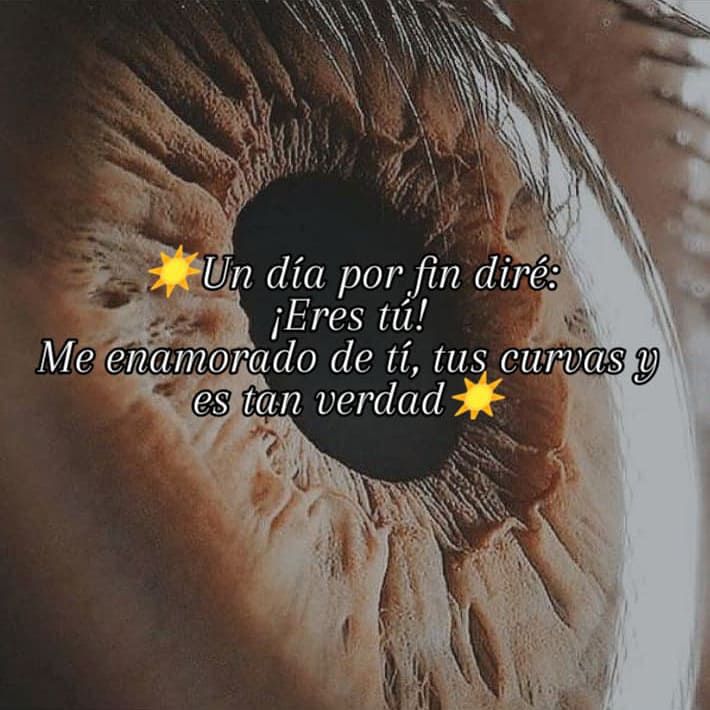 ☀️Un día por fin diré:
¡Eres tú!
Me enamorado de tí, tus curvas y
es tan verdad☀️